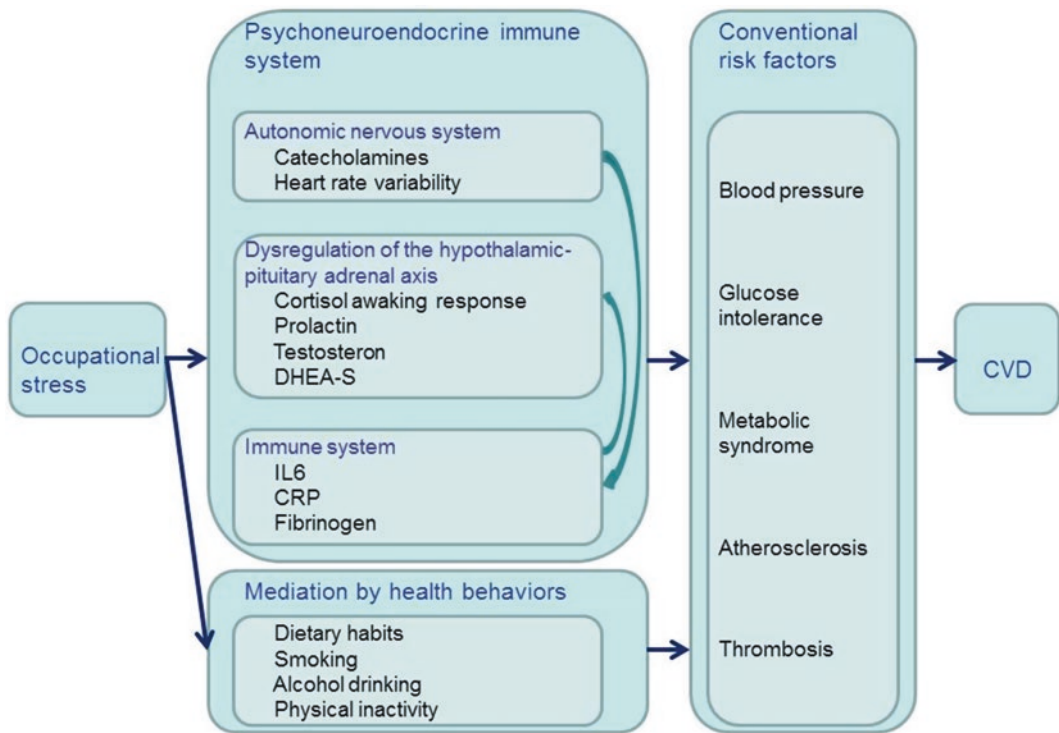 Occupational
stress
Psychoneuroendocrine immune
system
Autonomic nervous system
Catecholamines
Heart rate variability
Dysregulation of the hypothalamic-
pituitary adrenal axis
Cortisol awaking response
Prolactin
Testosteron
DHEA-S
Immune system
IL6
CRP
Fibrinogen
Mediation by health behaviors
Dietary habits
Smoking
Alcohol drinking
Physical inactivity
Conventional
risk factors
Blood pressure
Glucose
intolerance
Metabolic
syndrome
Atherosclerosis
Thrombosis
CVD